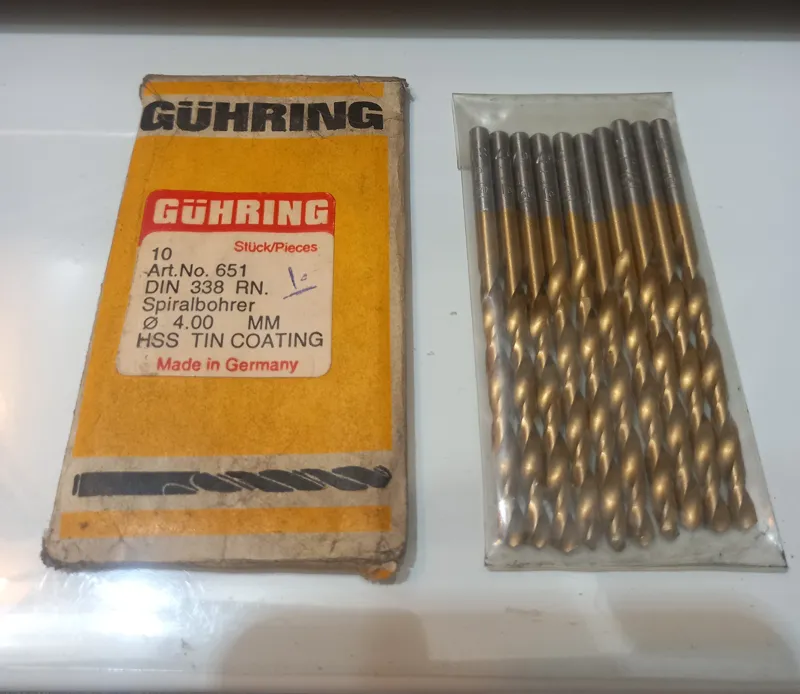 GÜHRING
GÜHRING
Stück/Pieces
10
Art.No. 651
DIN 338 RN.
۱۰
Spiralbohrer
Ø 4.00 MM
HSS TIN COATING
Made in Germany